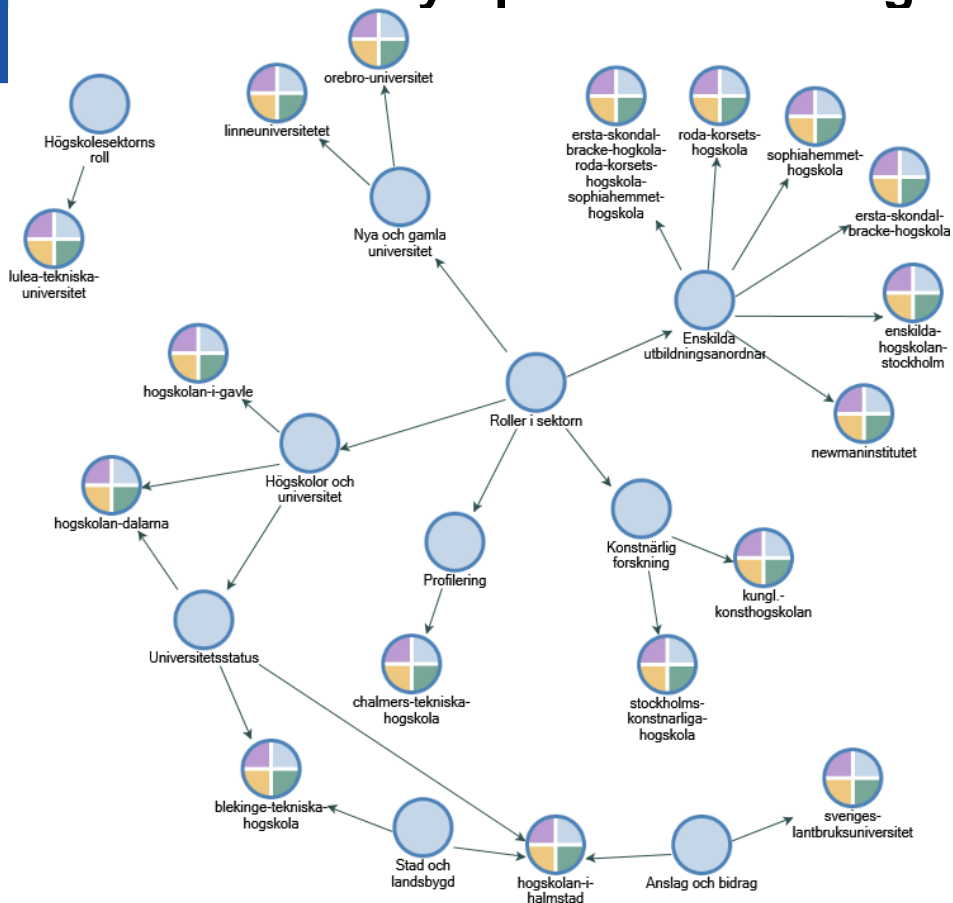 orebro-universitet
linneuniversitetet
Högskolesektorns
roll
ersta-skondal-
bracke-hogkola-
roda-korsets-
hogskola-
sophiahemmet-
hogskola
roda-korsets-
hogskola
sophiahemmet-
hogskola
ersta-skondal-
bracke-hogskola
Nya och gamla
universitet
lulea-tekniska-
universitet
enskilda-
hogskolan-
stockholm
Enskilda
utbildningsanordnar
hogskolan-i-gavle
Roller i sektorn
newmaninstitutet
Högskolor och
universitet
hogskolan-dalarna
Konstnärlig
forskning
Profilering
kungl.-
konsthogskolan
Universitetsstatus
chalmers-tekniska-
hogskola
stockholms-
konstnarliga-
hogskola
blekinge-tekniska-
hogskola
sveriges-
lantbruksuniversitet
Stad och
landsbygd
hogskolan-i-
halmstad
Anslag och bidrag